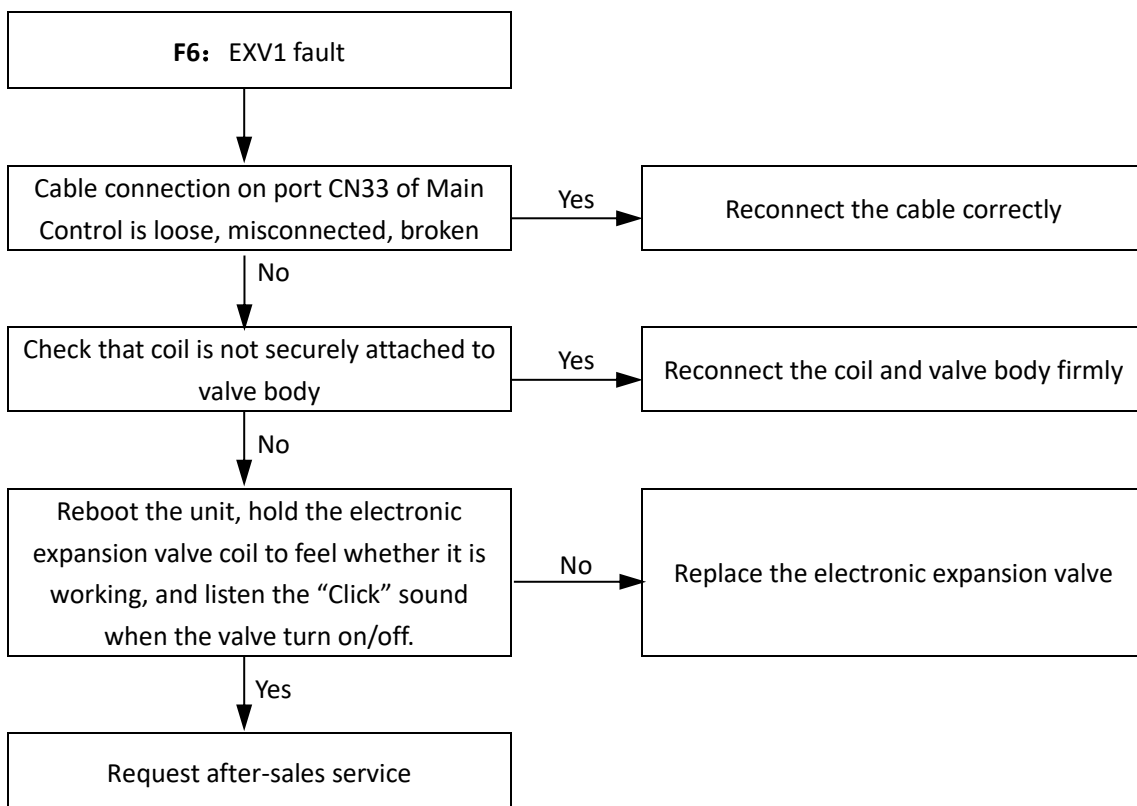 F6： EXV1 fault
Cable connection on port CN33 of Main
Control is loose, misconnected, broken
Yes
Reconnect the cable correctly
No
Check that coil is not securely attached to
valve body
Yes
Reconnect the coil and valve body firmly
No
Reboot the unit, hold the electronic
expansion valve coil to feel whether it is
working, and listen the “Click” sound
when the valve turn on/off.
No
Replace the electronic expansion valve
Yes
Request after-sales service